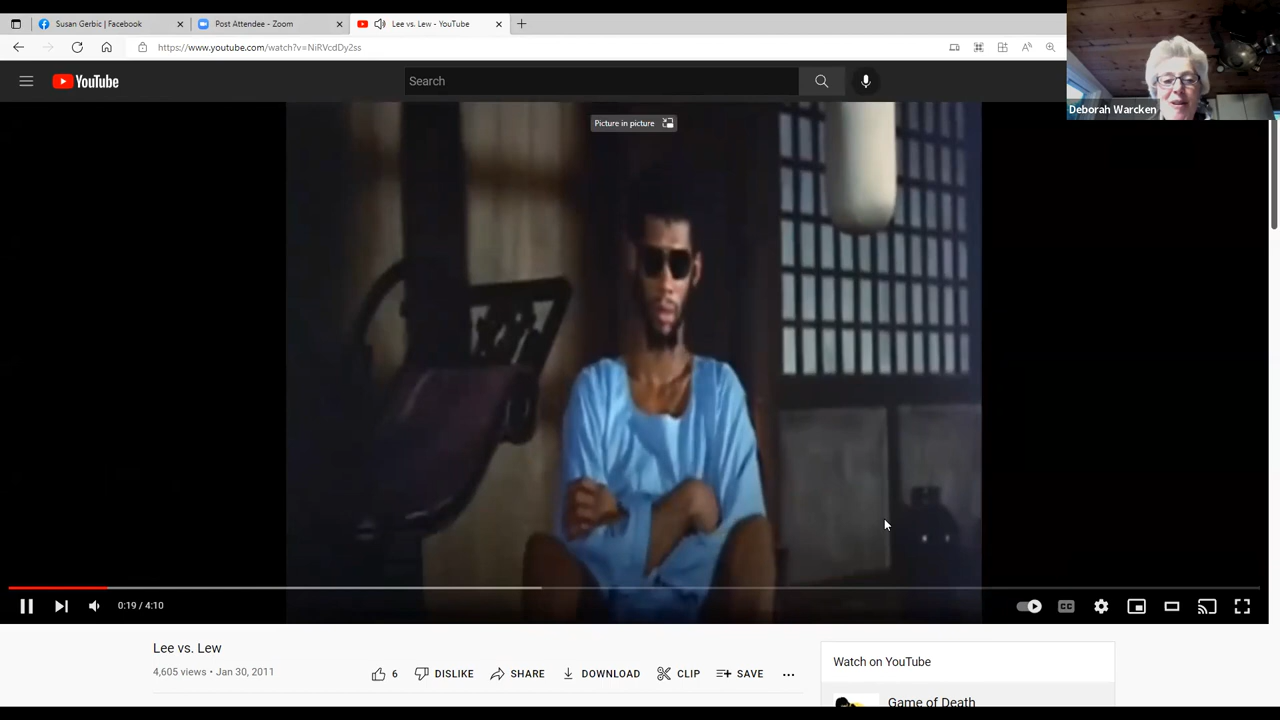 Susan Gerbic | Facebook
Post Attendee - Zoom
Lee vs. Lew - YouTube
https://www.youtube.com/watch?v=NiRVcdDy2ss
YouTube
Search
Deborah Warcken
Picture in picture
0:19 / 4:10
CC
Lee vs. Lew
4,605 views • Jan 30, 2011
6
DISLIKE
SHARE
DOWNLOAD
CLIP
SAVE
Watch on YouTube
Game of Death